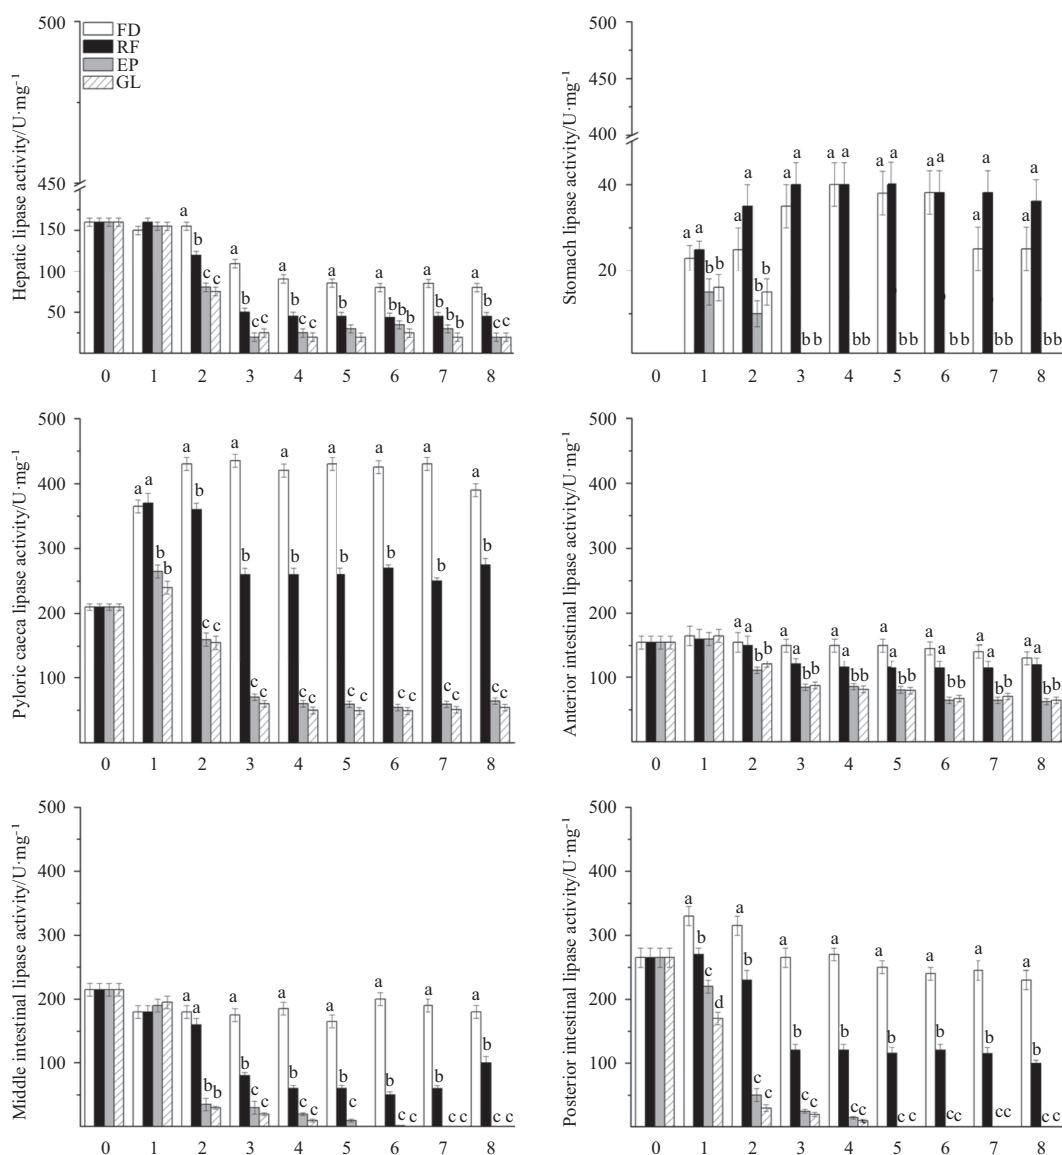 Hepatic lipase activity/U·mg⁻¹
500
450
150
100
50
FD
RF
EP
GL
a b c c
a b c c
a b c c
a b
a b b b
a b b b
a b c c
0 1 2 3 4 5 6 7 8
Stomach lipase activity/U·mg⁻¹
500
450
400
40
20
a a b b
a a b b
a a b b
a a b b
a a b b
a a b b
a a b b
a a b b
0 1 2 3 4 5 6 7 8
Pyloric caeca lipase activity/U·mg⁻¹
500
400
300
200
100
a a b b
a b c c
a b c c
a b c c
a b c c
a b c c
a b c c
a b c c
0 1 2 3 4 5 6 7 8
Anterior intestinal lipase activity/U·mg⁻¹
500
400
300
200
100
a a b b
a a b b
a a b b
a a b b
a a b b
a a b b
a a b b
0 1 2 3 4 5 6 7 8
Middle intestinal lipase activity/U·mg⁻¹
500
400
300
200
100
a a b b
a b c c
a b c c
a b c
a b c c
a b c c
a b c c
0 1 2 3 4 5 6 7 8
Posterior intestinal lipase activity/U·mg⁻¹
500
400
300
200
100
a b c d
a b c c
a b c c
a b c c
a b c c
a b c c
a b c c
a b c c
0 1 2 3 4 5 6 7 8